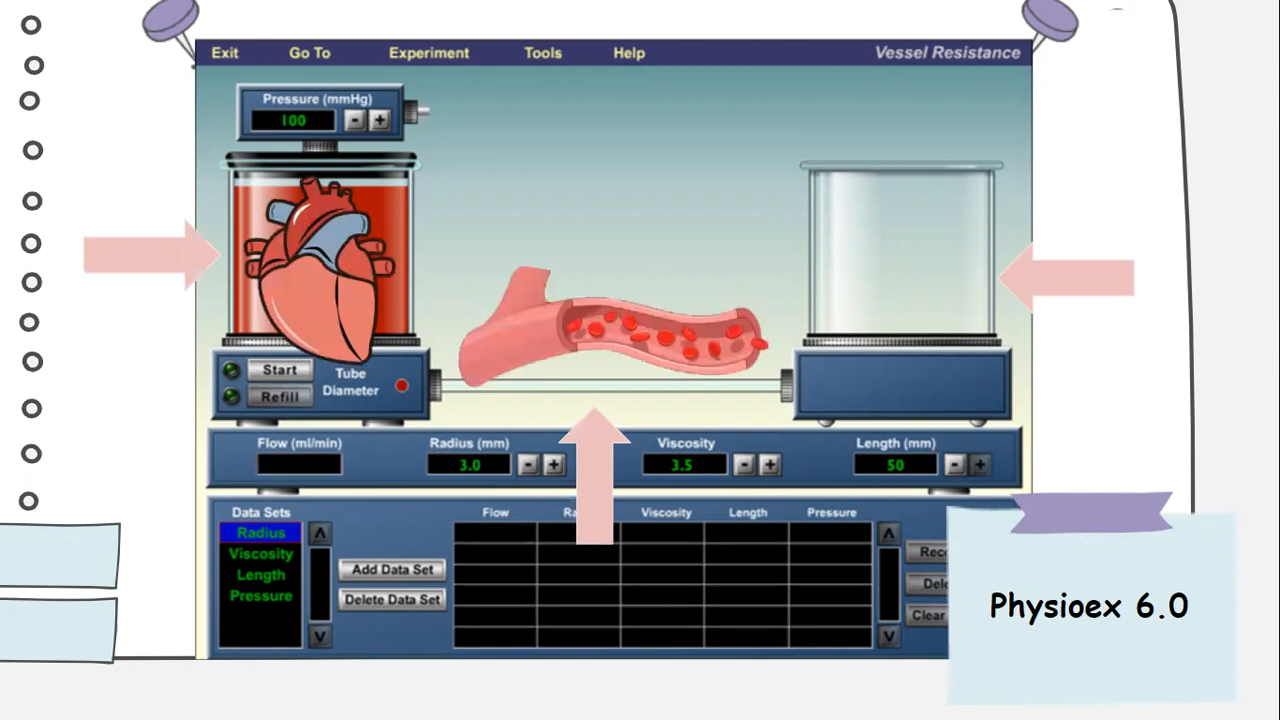 Exit Go To Experiment Tools Help Vessel Resistance
Pressure (mmHg)
100 - +
Start
Refill
Tube
Diameter
Flow (ml/min) Radius (mm) Viscosity Length (mm)
3.0 - + 3.5 - + 50 - +
Data Sets Flow Viscosity Length Pressure
Radius
Viscosity
Length
Pressure
Add Data Set
Delete Data Set
Clear
Physioex 6.0